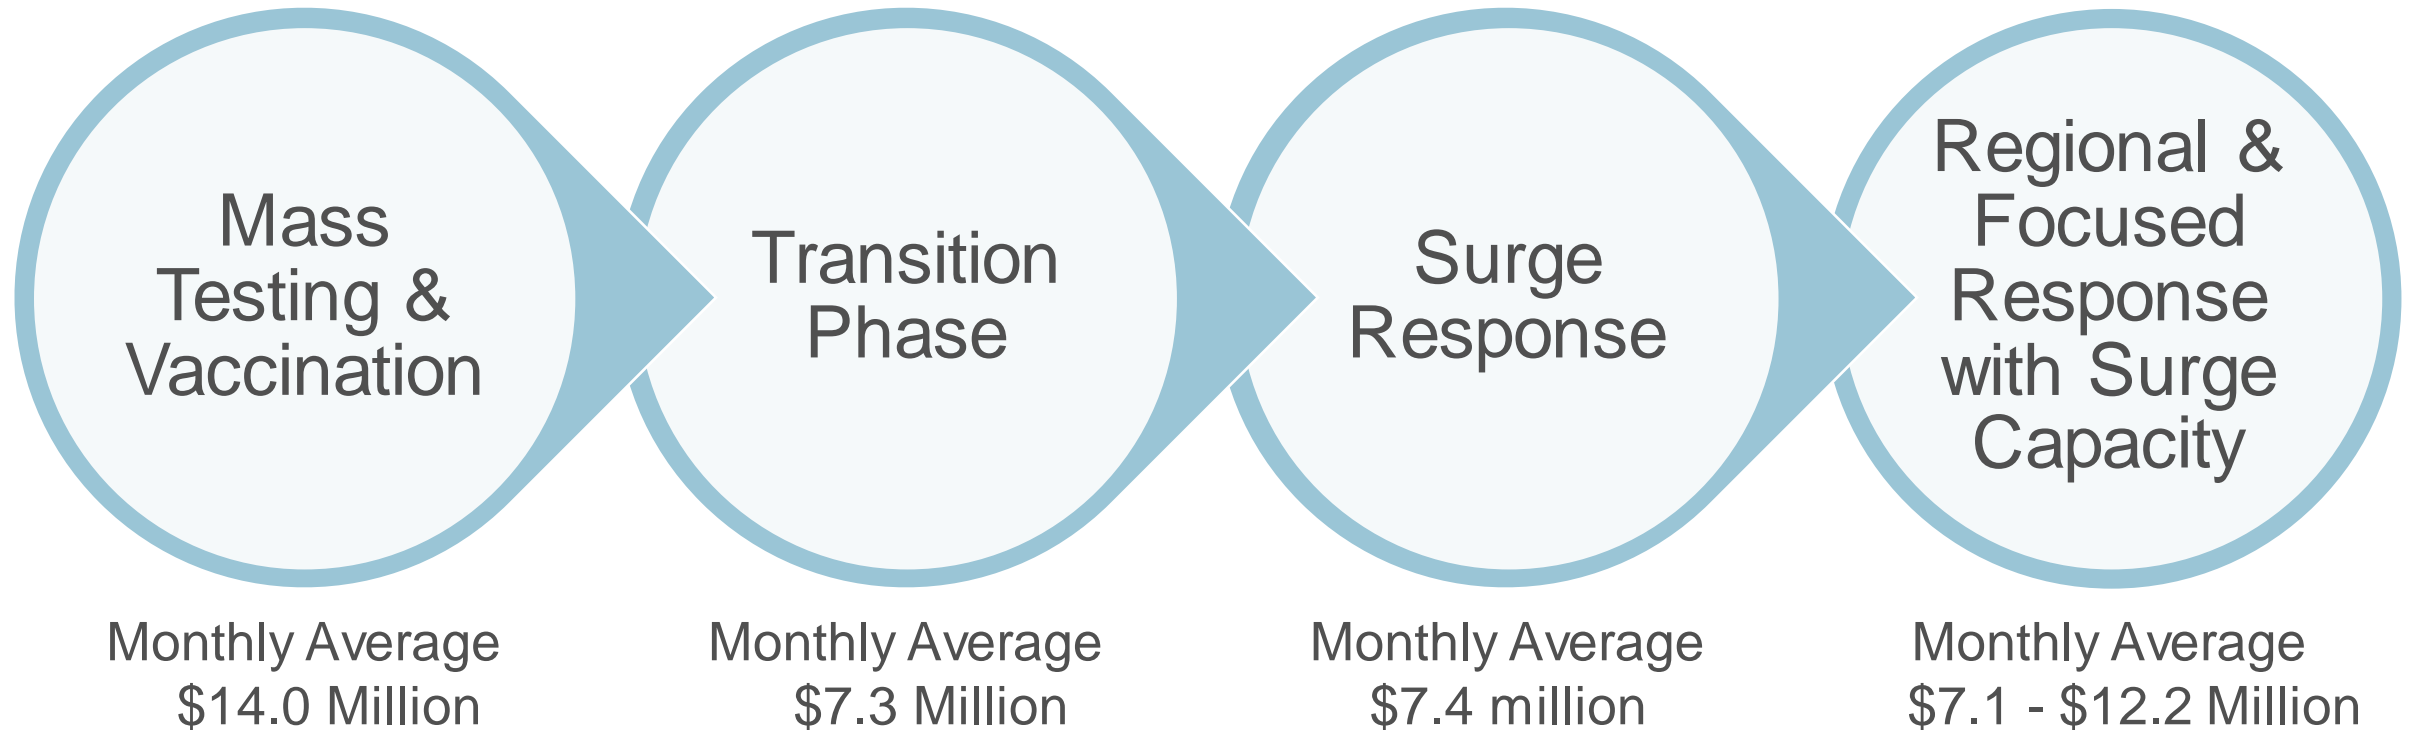 Mass
Testing &
Vaccination
Transition
Phase
Surge
Response
Regional &
Focused
Response
with Surge
Capacity
Monthly Average
$14.0 Million
Monthly Average
$7.3 Million
Monthly Average
$7.4 million
Monthly Average
$7.1 - $12.2 Million